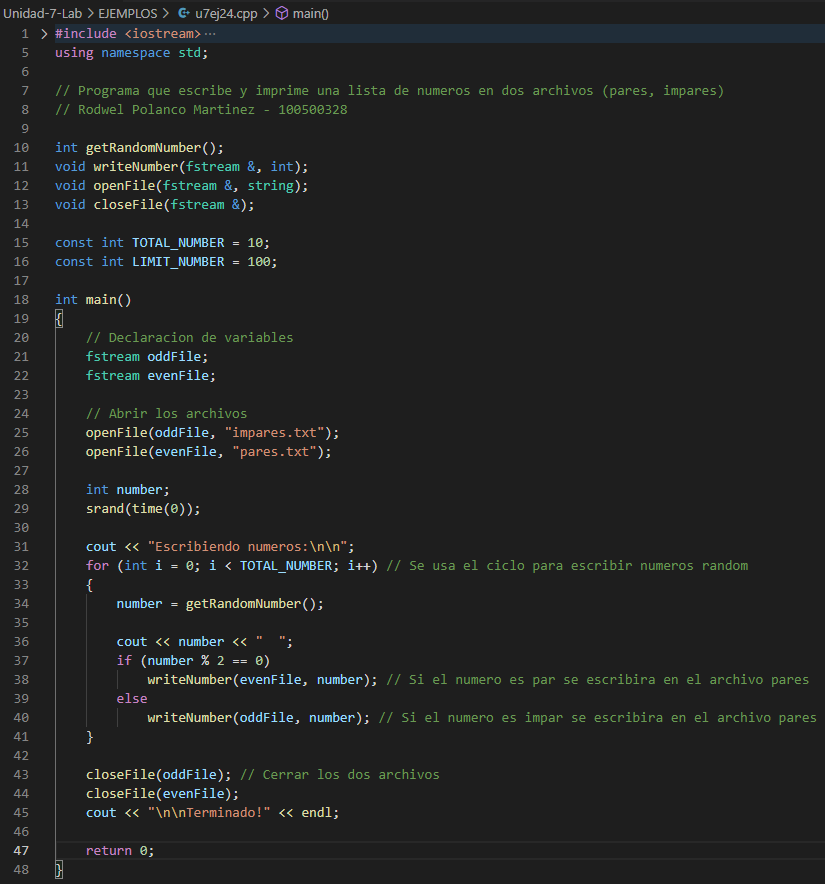 Unidad-7-Lab > EJEMPLOS > u7ej24.cpp > main()
1 > #include <iostream> ···
5 using namespace std;
6
7 // Programa que escribe y imprime una lista de numeros en dos archivos (pares, impares)
8 // Rodwel Polanco Martinez - 100500328
9
10 int getRandomNumber();
11 void writeNumber(fstream &, int);
12 void openFile(fstream &, string);
13 void closeFile(fstream &);
14
15 const int TOTAL_NUMBER = 10;
16 const int LIMIT_NUMBER = 100;
17
18 int main()
19 {
20     // Declaracion de variables
21     fstream oddFile;
22     fstream evenFile;
23
24     // Abrir los archivos
25     openFile(oddFile, "impares.txt");
26     openFile(evenFile, "pares.txt");
27
28     int number;
29     srand(time(0));
30
31     cout << "Escribiendo numeros:\n\n";
32     for (int i = 0; i < TOTAL_NUMBER; i++) // Se usa el ciclo para escribir numeros random
33     {
34         number = getRandomNumber();
35
36         cout << number << "  ";
37         if (number % 2 == 0)
38             writeNumber(evenFile, number); // Si el numero es par se escribira en el archivo pares
39         else
40             writeNumber(oddFile, number); // Si el numero es impar se escribira en el archivo pares
41     }
42
43     closeFile(oddFile); // Cerrar los dos archivos
44     closeFile(evenFile);
45     cout << "\n\nTerminado!" << endl;
46
47     return 0;
48 }